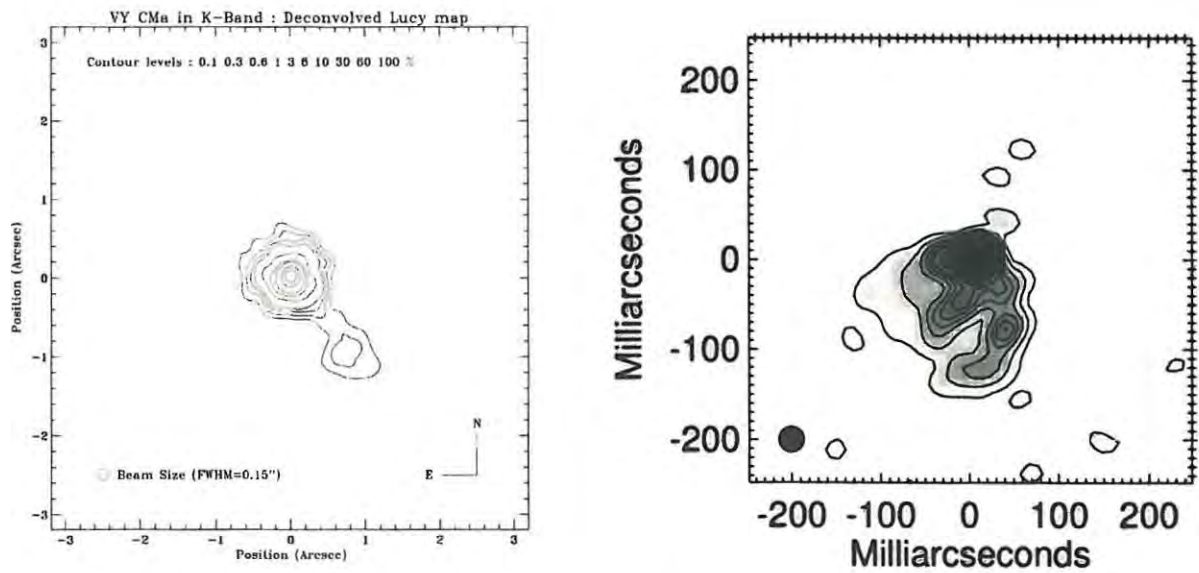 VY CMa in K-Band : Deconvolved Lucy map
Contour levels : 0.1 0.3 0.6 1 3 6 10 30 60 100 %
Position (Arcsec)
3
2
1
0
-1
-2
-3
N
E
Beam Size (FWHM=0.15")
-3 -2 -1 0 1 2 3
Position (Arcsec)
Milliarcseconds
200
100
0
-100
-200
-200 -100 0 100 200
Milliarcseconds